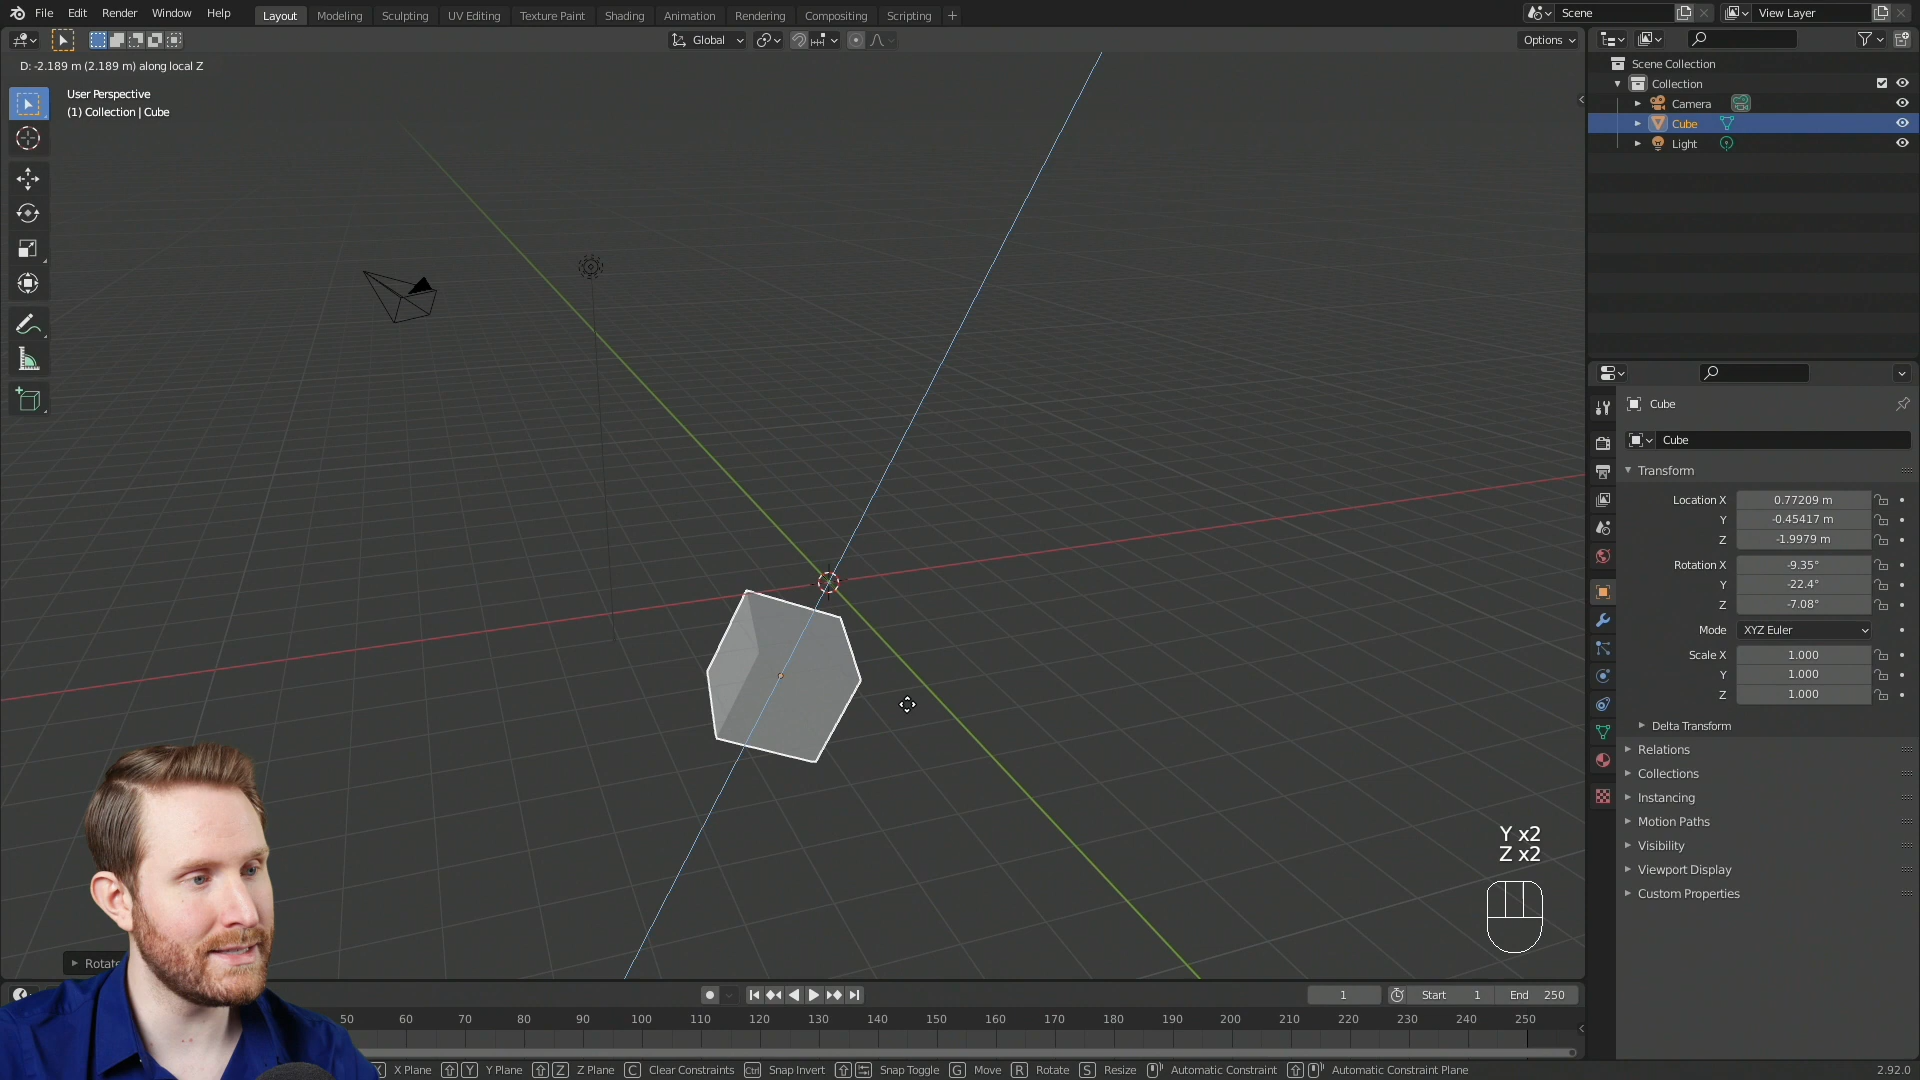 File Edit Render Window Help Layout Modeling Sculpting UV Editing Texture Paint Shading Animation Rendering Compositing Scripting + Scene View Layer
Global Options
D: -2.189 m (2.189 m) along local Z
User Perspective
(1) Collection | Cube
Scene Collection
Collection
Camera
Cube
Light
Cube
Cube
Transform
Location X 0.77209 m
Y -0.45417 m
Z -1.9979 m
Rotation X -9.35°
Y -22.4°
Z -7.08°
Mode XYZ Euler
Scale X 1.000
Y 1.000
Z 1.000
Delta Transform
Relations
Collections
Instancing
Motion Paths
Visibility
Viewport Display
Custom Properties
Y x2
Z x2
Rotate
1 Start 1 End 250
50 60 70 80 90 100 110 120 130 140 150 160 170 180 190 200 210 220 230 240 250
X X Plane Y Y Plane Z Z Plane C Clear Constraints Ctrl Snap Invert Snap Toggle G Move R Rotate S Resize Automatic Constraint Automatic Constraint Plane 2.92.0